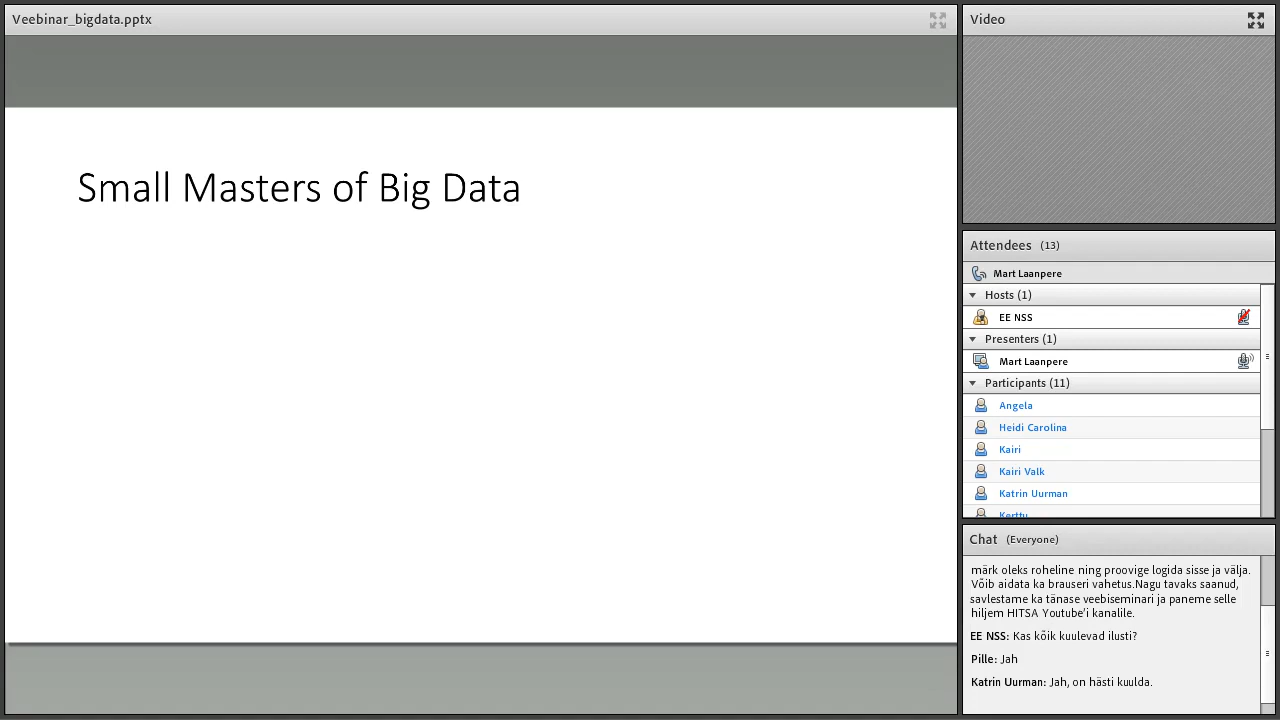 Veebinar_bigdata.pptx
Small Masters of Big Data
Video
Attendees (13)
Mart Laanpere
Hosts (1)
EE NSS
Presenters (1)
Mart Laanpere
Participants (11)
Angela
Heidi Carolina
Kairi
Kairi Valk
Katrin Uurman
Kerttu
Chat (Everyone)
märk oleks roheline ning proovige logida sisse ja välja.
Võib aidata ka brauseri vahetus.Nagu tavaks saanud,
savlestame ka tänase veebiseminari ja paneme selle
hiljem HITSA Youtube'i kanalile.
EE NSS: Kas kõik kuulevad ilusti?
Pille: Jah
Katrin Uurman: Jah, on hästi kuulda.